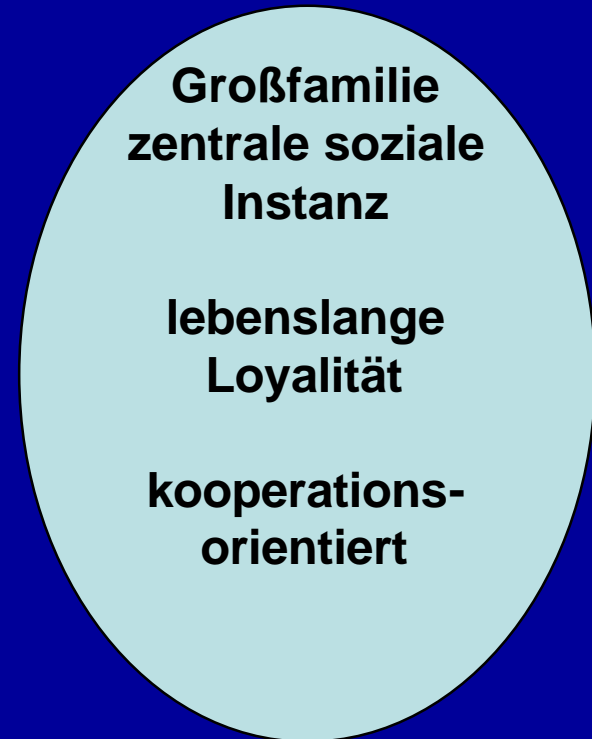 Großfamilie
zentrale soziale
Instanz
lebenslange
Loyalität
kooperations-
orientiert